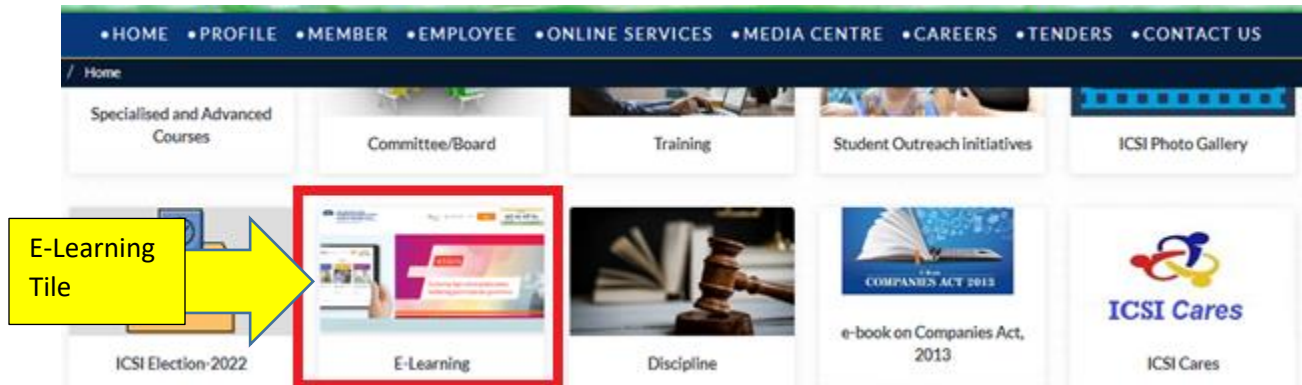 •HOME •PROFILE •MEMBER •EMPLOYEE •ONLINE SERVICES •MEDIA CENTRE •CAREERS •TENDERS •CONTACT US
/ Home
Specialised and Advanced
Courses
Committee/Board
Training
Student Outreach initiatives
ICSI Photo Gallery
E-Learning
Tile
COMPANIES ACT 2013
ICSI Cares
ICSI Election-2022
E-Learning
Discipline
e-book on Companies Act,
2013
ICSI Cares